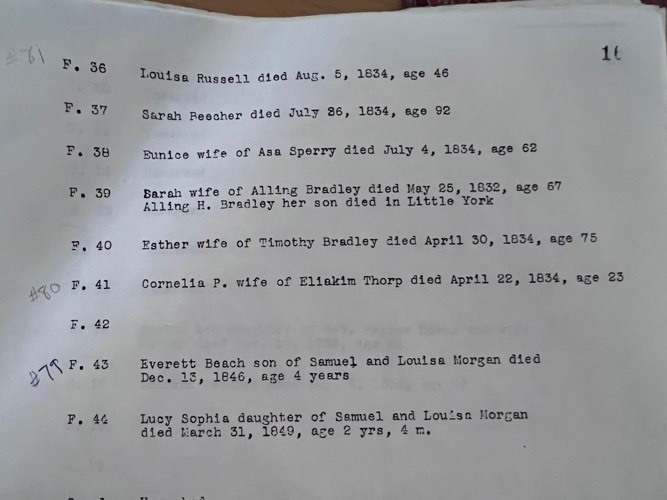 #81 F. 36 Louisa Russell died Aug. 5, 1834, age 46
F. 37 Sarah Beecher died July 26, 1834, age 92
F. 38 Eunice wife of Asa Sperry died July 4, 1834, age 62
F. 39 Sarah wife of Alling Bradley died May 25, 1832, age 67
Alling H. Bradley her son died in Little York
F. 40 Esther wife of Timothy Bradley died April 30, 1834, age 75
#80 F. 41 Cornelia P. wife of Eliakim Thorp died April 22, 1834, age 23
F. 42
#79 F. 43 Everett Beach son of Samuel and Louisa Morgan died
Dec. 13, 1846, age 4 years
F. 44 Lucy Sophia daughter of Samuel and Louisa Morgan
died March 31, 1849, age 2 yrs, 4 m.